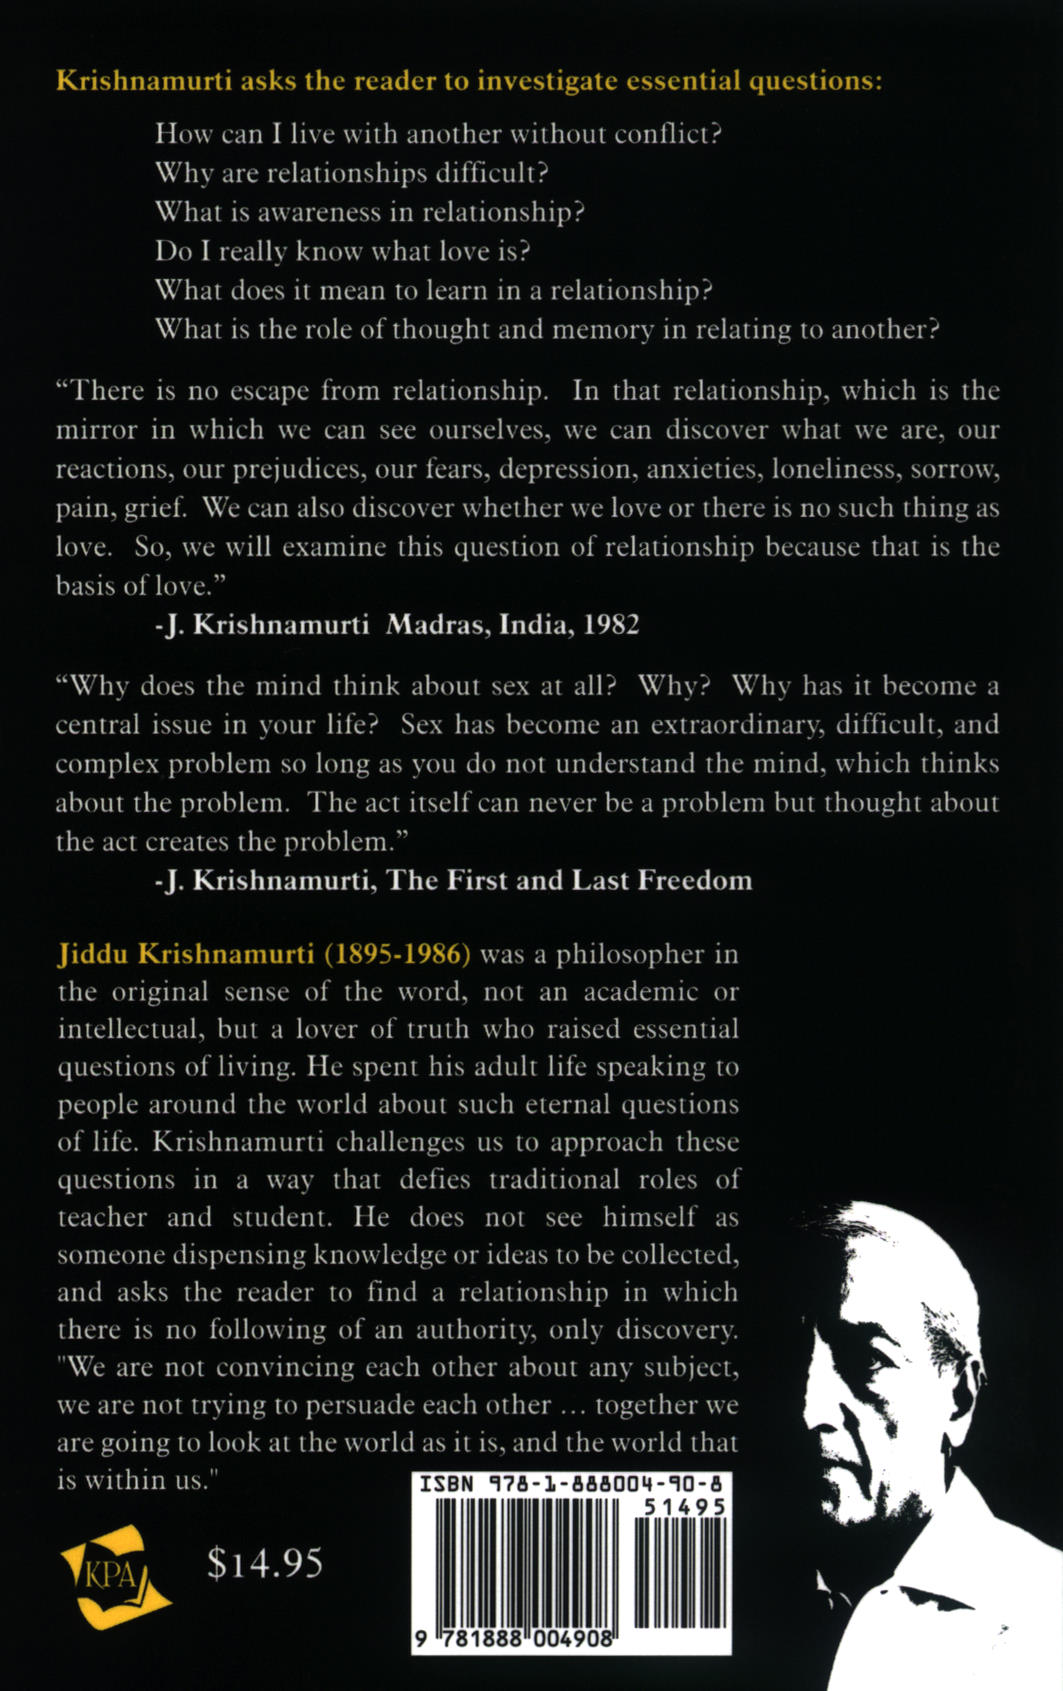 Krishnamurti asks the reader to investigate essential questions:
How can I live with another without conflict?
Why are relationships difficult?
What is awareness in relationship?
Do I really know what love is?
What does it mean to learn in a relationship?
What is the role of thought and memory in relating to another?
“There is no escape from relationship. In that relationship, which is the
mirror in which we can see ourselves, we can discover what we are, our
reactions, our prejudices, our fears, depression, anxieties, loneliness, sorrow,
pain, grief. We can also discover whether we love or there is no such thing as
love. So, we will examine this question of relationship because that is the
basis of love.”
-J. Krishnamurti Madras, India, 1982
“Why does the mind think about sex at all? Why? Why has it become a
central issue in your life? Sex has become an extraordinary, difficult, and
complex problem so long as you do not understand the mind, which thinks
about the problem. The act itself can never be a problem but thought about
the act creates the problem.”
-J. Krishnamurti, The First and Last Freedom
Jiddu Krishnamurti (1895-1986) was a philosopher in
the original sense of the word, not an academic or
intellectual, but a lover of truth who raised essential
questions of living. He spent his adult life speaking to
people around the world about such eternal questions
of life. Krishnamurti challenges us to approach these
questions in a way that defies traditional roles of
teacher and student. He does not see himself as
someone dispensing knowledge or ideas to be collected,
and asks the reader to find a relationship in which
there is no following of an authority, only discovery.
"We are not convincing each other about any subject,
we are not trying to persuade each other ... together we
are going to look at the world as it is, and the world that
is within us."
KPA
$14.95
ISBN 978-1-888004-90-8
51495
9 781888 004908